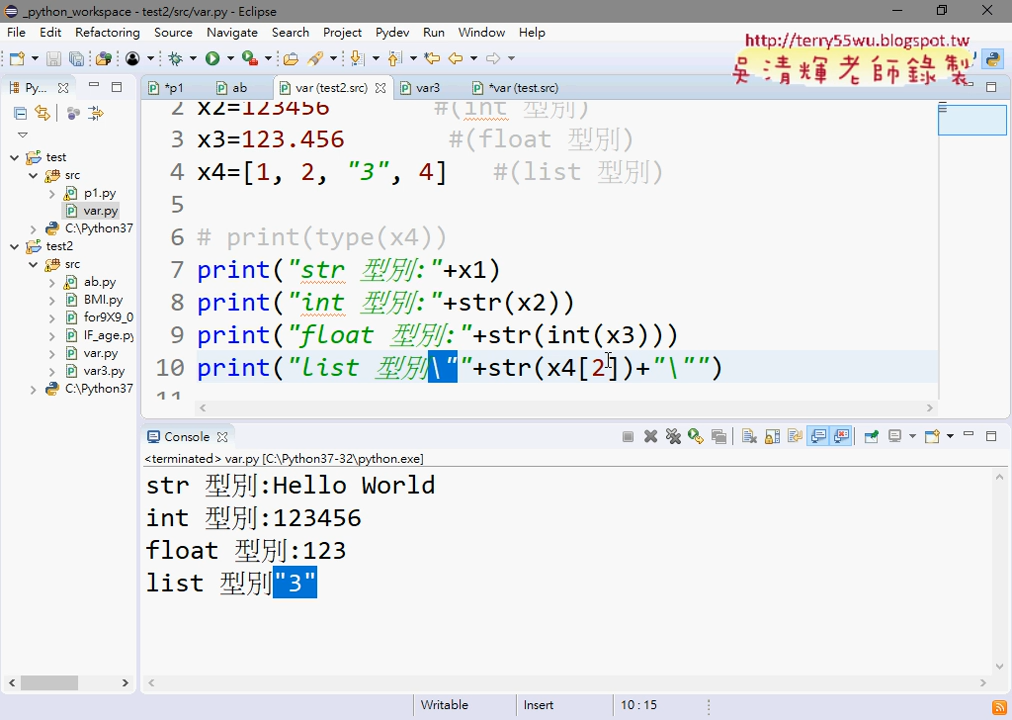 _python_workspace - test2/src/var.py - Eclipse
File Edit Refactoring Source Navigate Search Project Pydev Run Window Help
http://terry55wu.blogspot.tw
吳清輝老師錄製
Py...
*p1
ab
var (test2.src)
var3
*var (test.src)
test
src
p1.py
var.py
C:\Python37
test2
src
ab.py
BMI.py
for9X9_0
IF_age.py
var.py
var3.py
C:\Python37
2 x2=123456 #(int 型別)
3 x3=123.456 #(float 型別)
4 x4=[1, 2, "3", 4] #(list 型別)
5
6 # print(type(x4))
7 print("str 型別:"+x1)
8 print("int 型別:"+str(x2))
9 print("float 型別:"+str(int(x3)))
10 print("list 型別\""+str(x4[2])+"\"")
11
Console
<terminated> var.py [C:\Python37-32\python.exe]
str 型別:Hello World
int 型別:123456
float 型別:123
list 型別"3"
Writable Insert 10 : 15